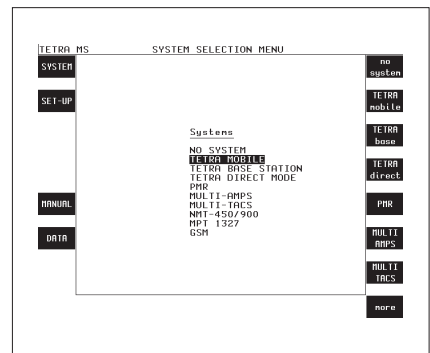 TETRA MS SYSTEM SELECTION MENU
SYSTEM
SET-UP
MANUAL
DATA
Systems
NO SYSTEM
TETRA MOBILE
TETRA BASE STATION
TETRA DIRECT MODE
PMR
MULTI-AMPS
MULTI-TACS
NMT-450/900
MPT 1327
GSM
no
system
TETRA
mobile
TETRA
base
TETRA
direct
PMR
MULTI
AMPS
MULTI
TACS
more